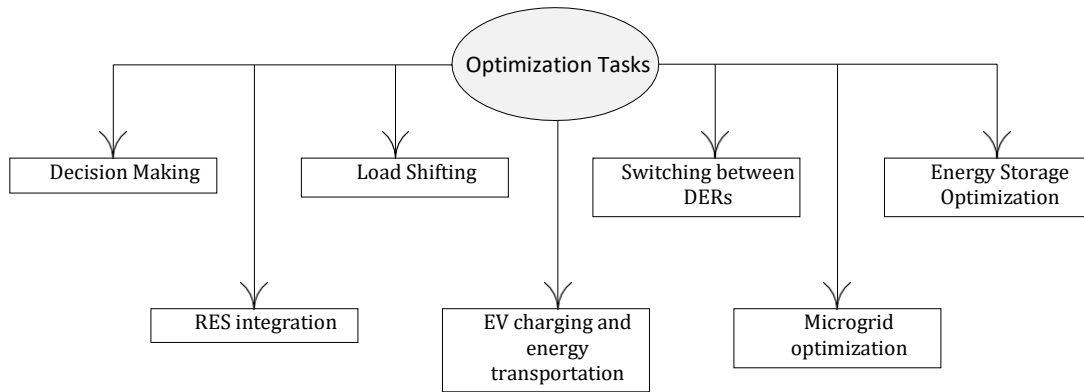 Optimization Tasks
Decision Making
Load Shifting
Switching between
DERs
Energy Storage
Optimization
RES integration
EV charging and
energy
transportation
Microgrid
optimization